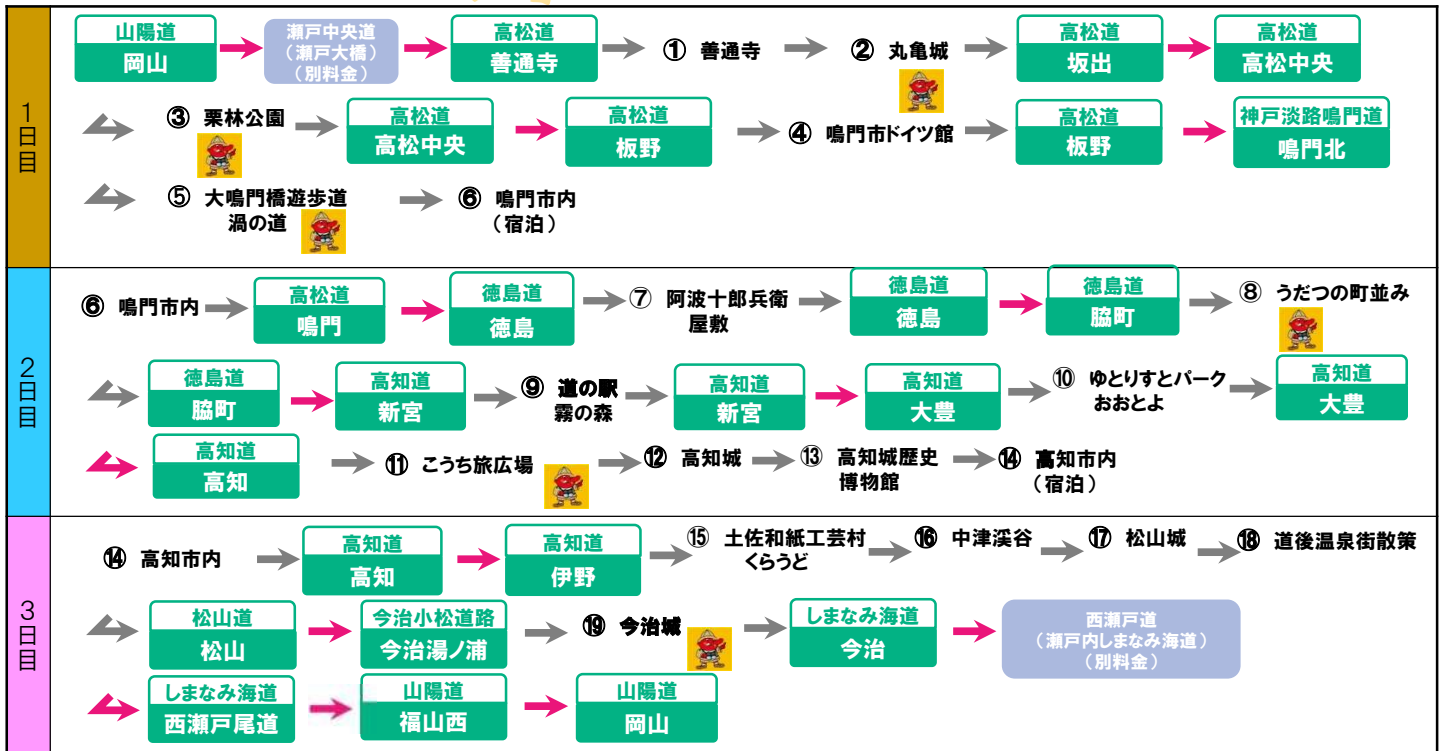 1日目
山陽道
岡山
瀬戸中央道
（瀬戸大橋）
（別料金）
高松道
善通寺
① 善通寺
② 丸亀城
高松道
坂出
高松道
高松中央
③ 栗林公園
高松道
高松中央
高松道
板野
④ 鳴門市ドイツ館
高松道
板野
神戸淡路鳴門道
鳴門北
⑤ 大鳴門橋遊歩道
渦の道
⑥ 鳴門市内
（宿泊）
2日目
⑥ 鳴門市内
高松道
鳴門
徳島道
徳島
⑦ 阿波十郎兵衛
屋敷
徳島道
徳島
徳島道
脇町
⑧ うだつの町並み
徳島道
脇町
高知道
新宮
⑨ 道の駅
霧の森
高知道
新宮
高知道
大豊
⑩ ゆとりすとパーク
おおとよ
高知道
大豊
高知道
高知
⑪ こうち旅広場
⑫ 高知城
⑬ 高知城歴史
博物館
⑭ 高知市内
（宿泊）
3日目
⑭ 高知市内
高知道
高知
高知道
伊野
⑮ 土佐和紙工芸村
くらうど
⑯ 中津渓谷
⑰ 松山城
⑱ 道後温泉街散策
松山道
松山
今治小松道路
今治湯ノ浦
⑲ 今治城
しまなみ海道
今治
西瀬戸道
（瀬戸内しまなみ海道）
（別料金）
しまなみ海道
西瀬戸尾道
山陽道
福山西
山陽道
岡山